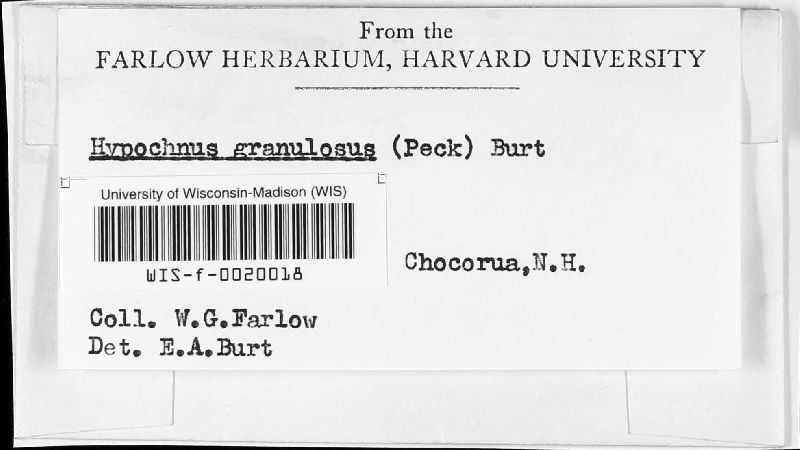 From the
FARLOW HERBARIUM, HARVARD UNIVERSITY
Hypochnus granulosus (Peck) Burt
University of Wisconsin-Madison (WIS)
WIS-f-0020018
Chocorua,N.H.
Coll. W.G.Farlow
Det. E.A.Burt